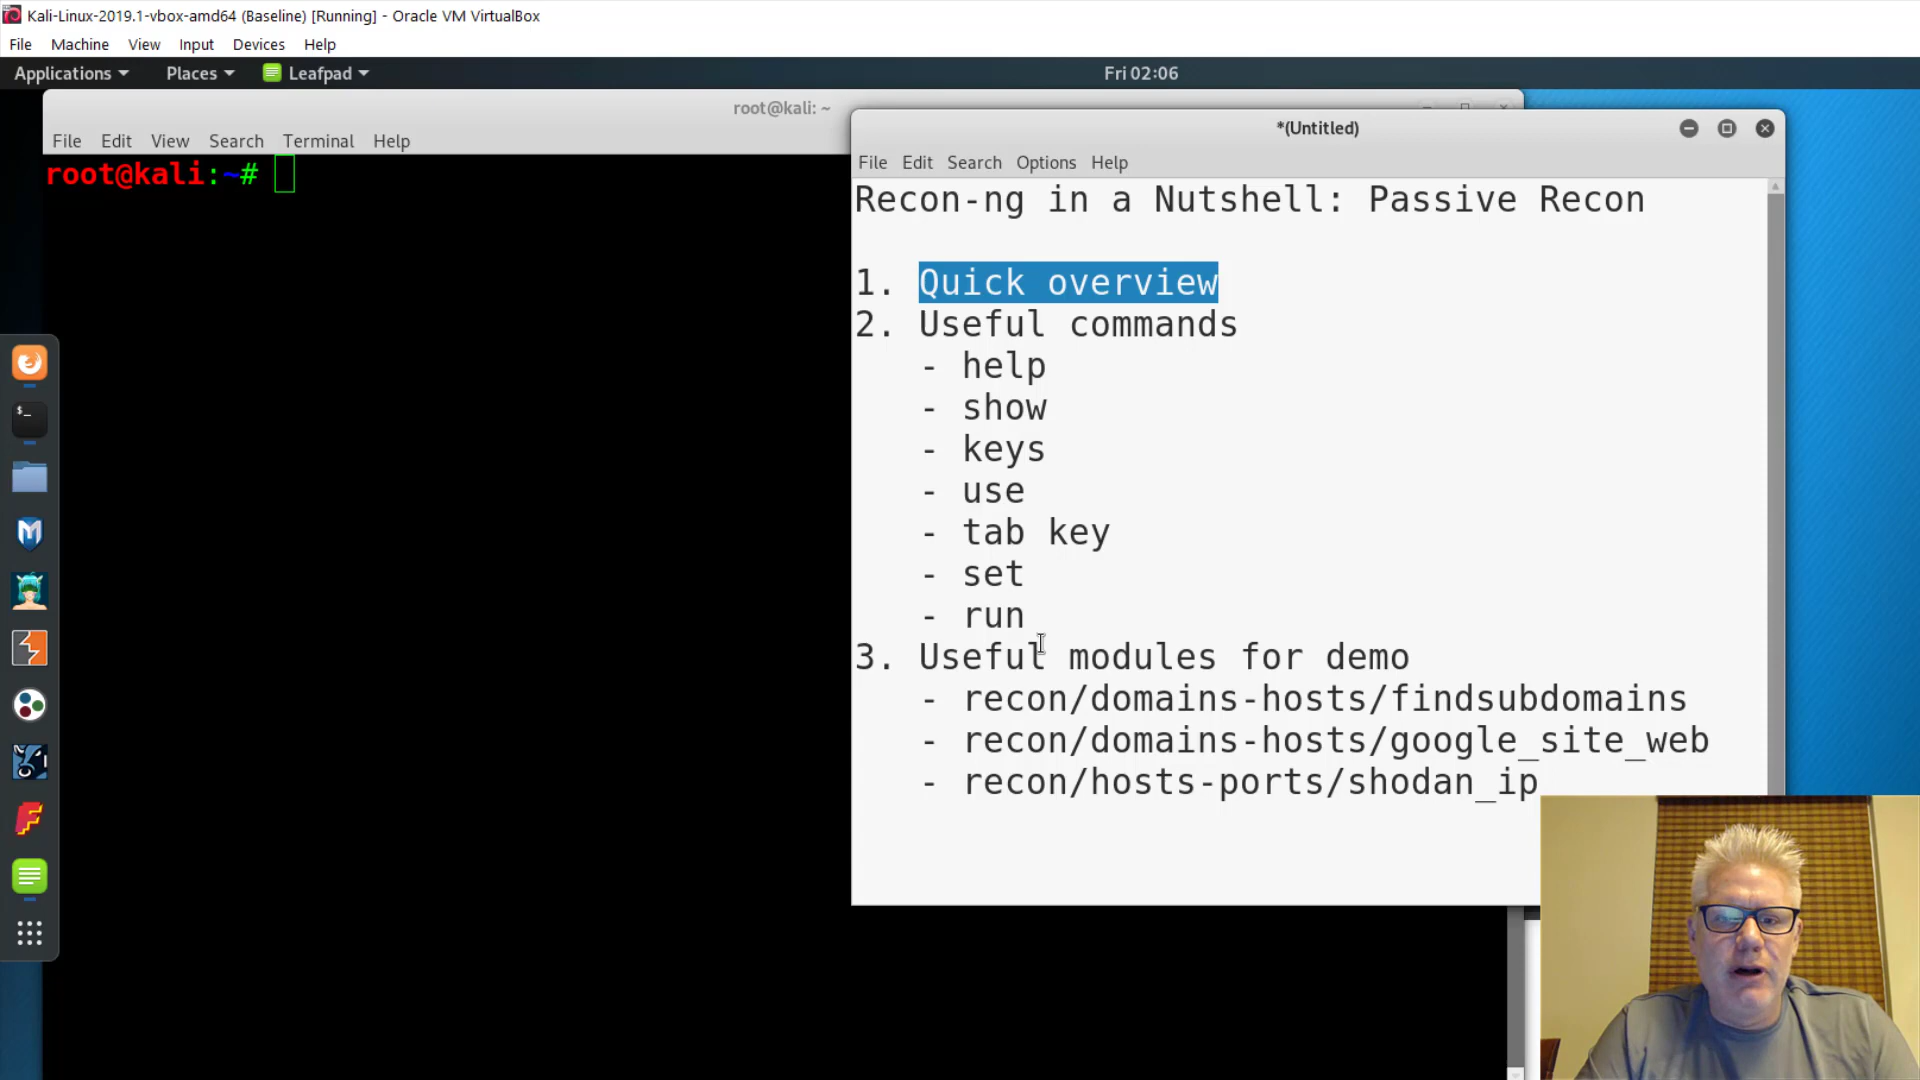 Kali-Linux-2019.1-vbox-amd64 (Baseline) [Running] - Oracle VM VirtualBox
File Machine View Input Devices Help
Applications Places Leafpad Fri 02:06
root@kali: ~
File Edit View Search Terminal Help
root@kali:~#
*(Untitled)
File Edit Search Options Help
Recon-ng in a Nutshell: Passive Recon
1. Quick overview
2. Useful commands
- help
- show
- keys
- use
- tab key
- set
- run
3. Useful modules for demo
- recon/domains-hosts/findsubdomains
- recon/domains-hosts/google_site_web
- recon/hosts-ports/shodan_ip